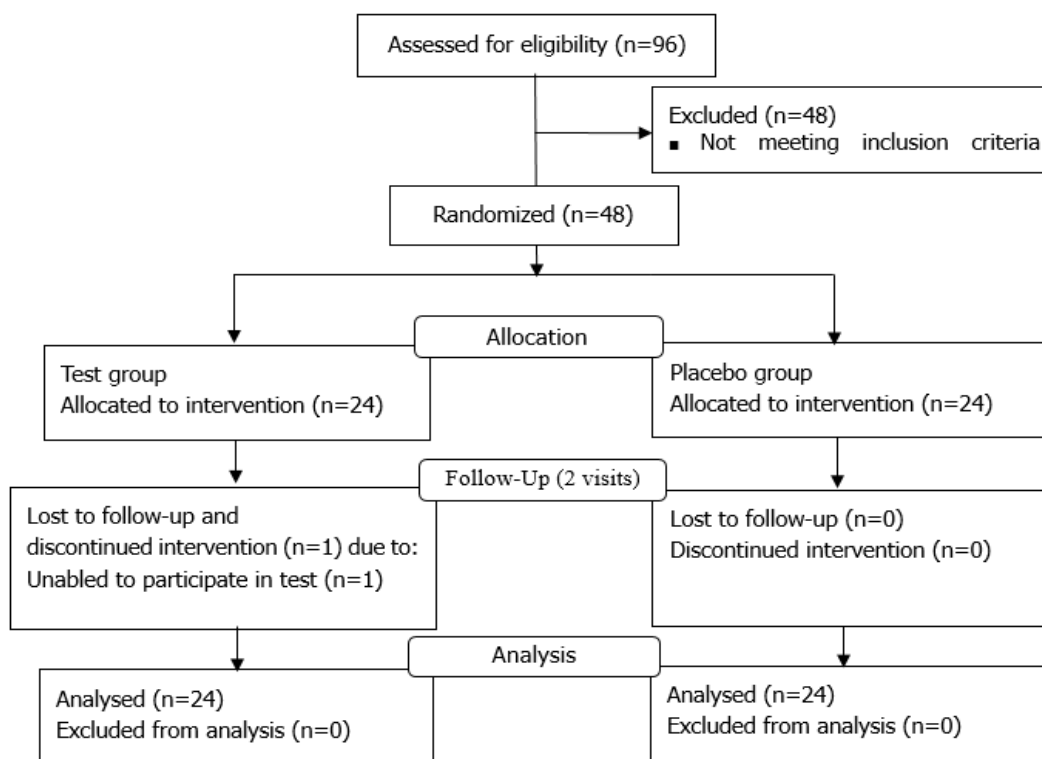 Assessed for eligibility (n=96)
Excluded (n=48)
▪ Not meeting inclusion criteria
Randomized (n=48)
Allocation
Test group
Allocated to intervention (n=24)
Placebo group
Allocated to intervention (n=24)
Follow-Up (2 visits)
Lost to follow-up and
discontinued intervention (n=1) due to:
Unabled to participate in test (n=1)
Lost to follow-up (n=0)
Discontinued intervention (n=0)
Analysis
Analysed (n=24)
Excluded from analysis (n=0)
Analysed (n=24)
Excluded from analysis (n=0)